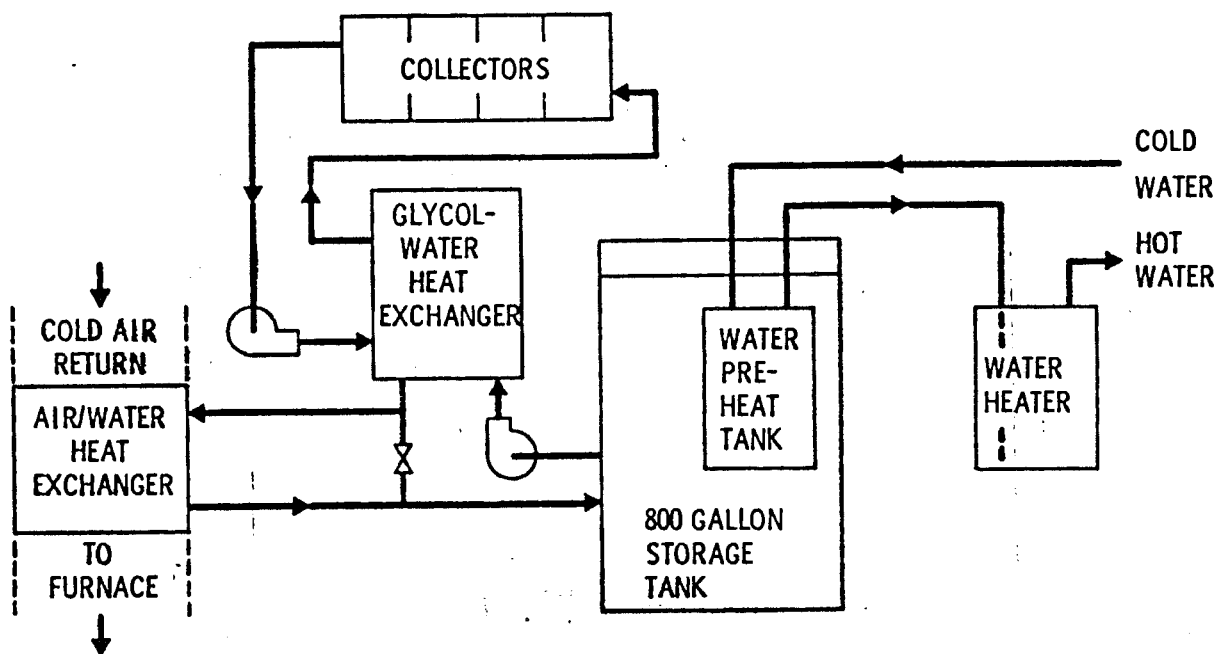 COLLECTORS
COLD
WATER
HOT
WATER
GLYCOL-
WATER
HEAT
EXCHANGER
COLD AIR
RETURN
WATER
PRE-
HEAT
TANK
WATER
HEATER
AIR/WATER
HEAT
EXCHANGER
800 GALLON
STORAGE
TANK
TO
FURNACE